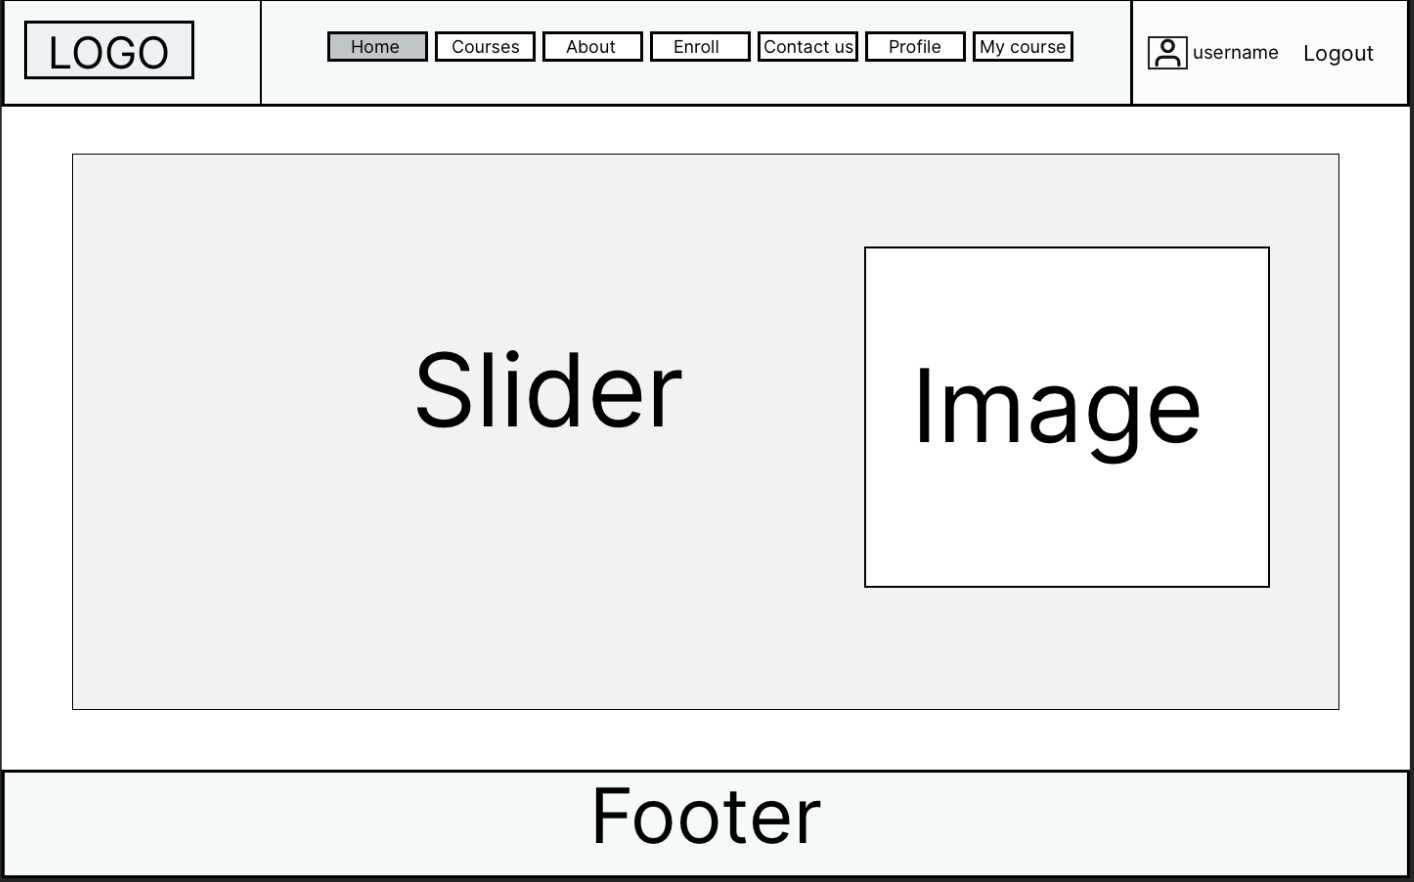 LOGO
Home Courses About Enroll Contact us Profile My course
username Logout
Slider
Image
Footer